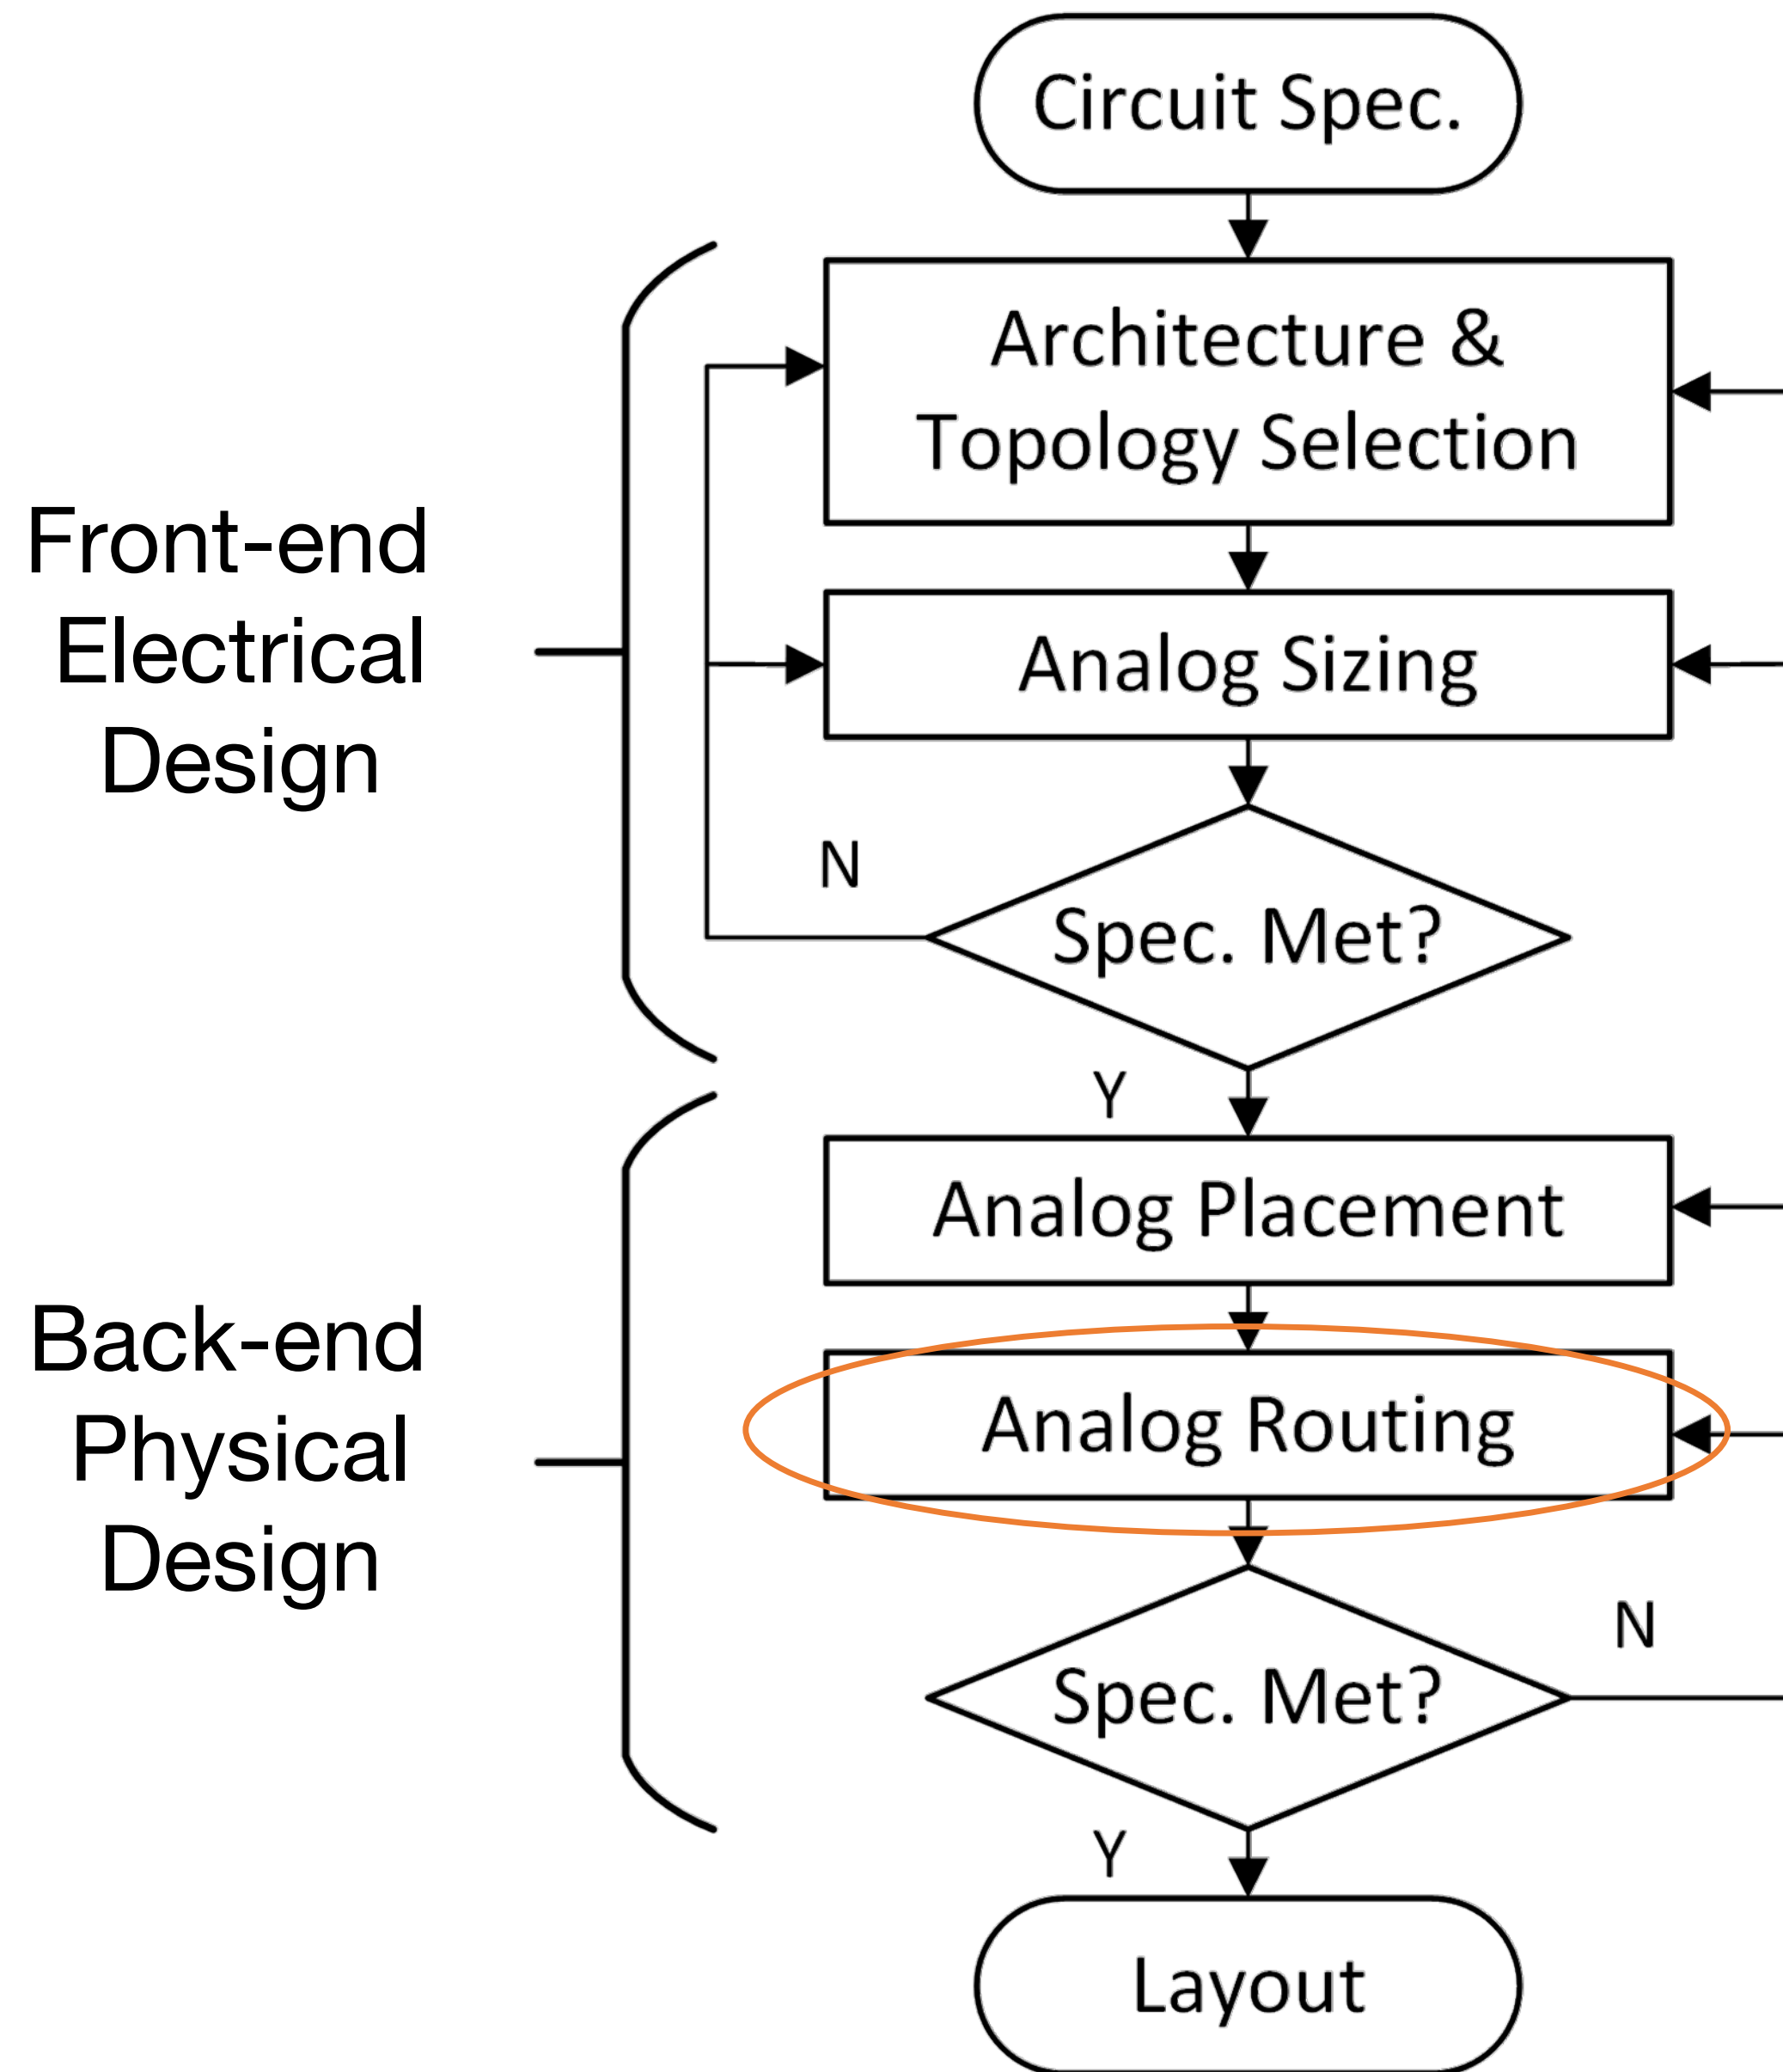 Circuit Spec.
Architecture &
Topology Selection
Front-end
Electrical
Design
Analog Sizing
N
Spec. Met?
Y
Analog Placement
Back-end
Physical
Design
Analog Routing
N
Spec. Met?
Y
Layout